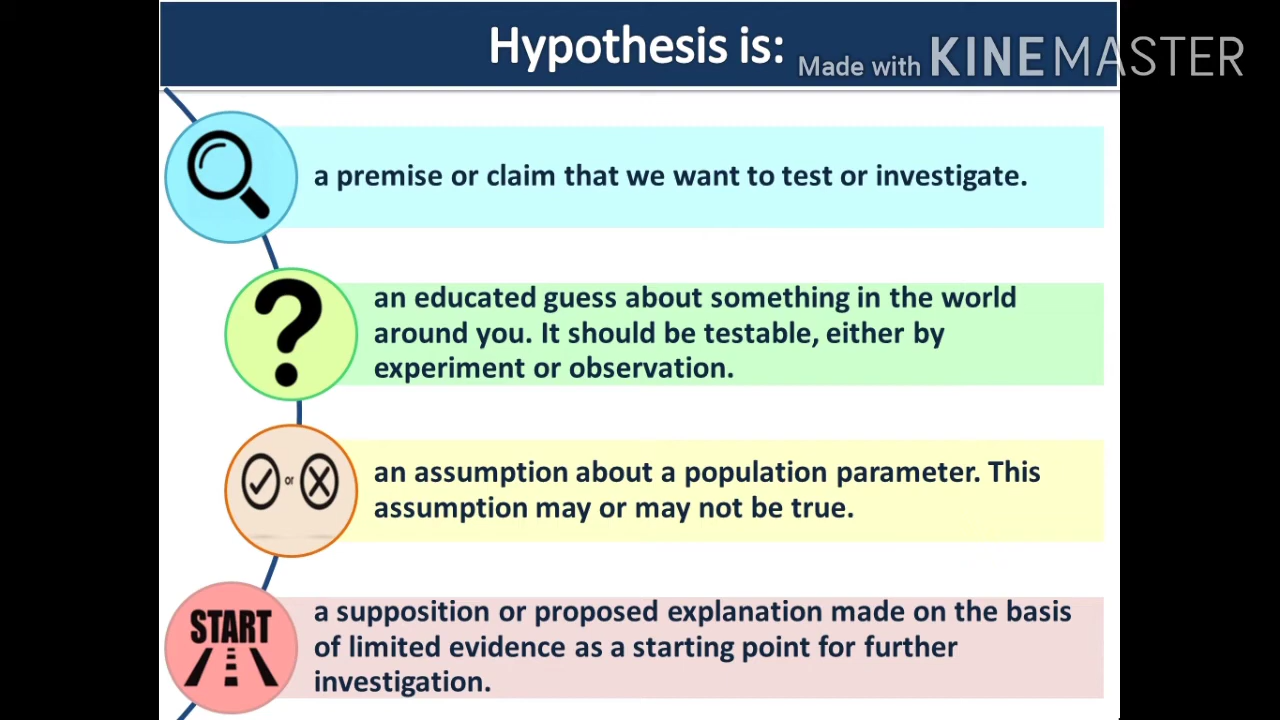 Hypothesis is:
Made with KINEMASTER
a premise or claim that we want to test or investigate.
an educated guess about something in the world
around you. It should be testable, either by
experiment or observation.
or
an assumption about a population parameter. This
assumption may or may not be true.
START
a supposition or proposed explanation made on the basis
of limited evidence as a starting point for further
investigation.